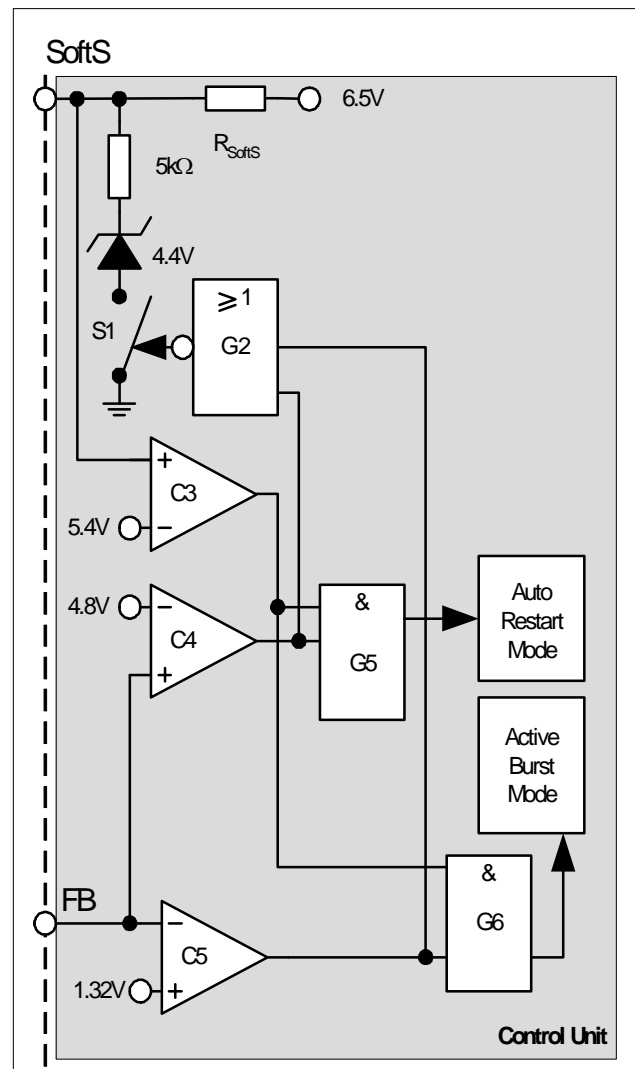 SoftS
6.5V
R_SoftS
5kΩ
4.4V
≥1
S1
G2
+
C3
5.4V
−
&
4.8V
−
C4
G5
+
Auto
Restart
Mode
Active
Burst
Mode
FB
&
−
G6
C5
1.32V
+
Control Unit